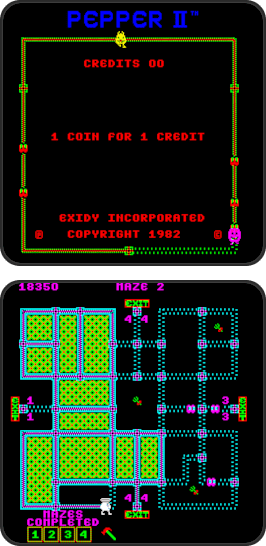 PEPPER II™
CREDITS 00
1 COIN FOR 1 CREDIT
EXIDY INCORPORATED
℗ COPYRIGHT 1982 ©
18350 MAZE 2
EXIT
4 4
1 3
1 3
4 4
EXIT
MAZES
COMPLETED
1 2 3 4